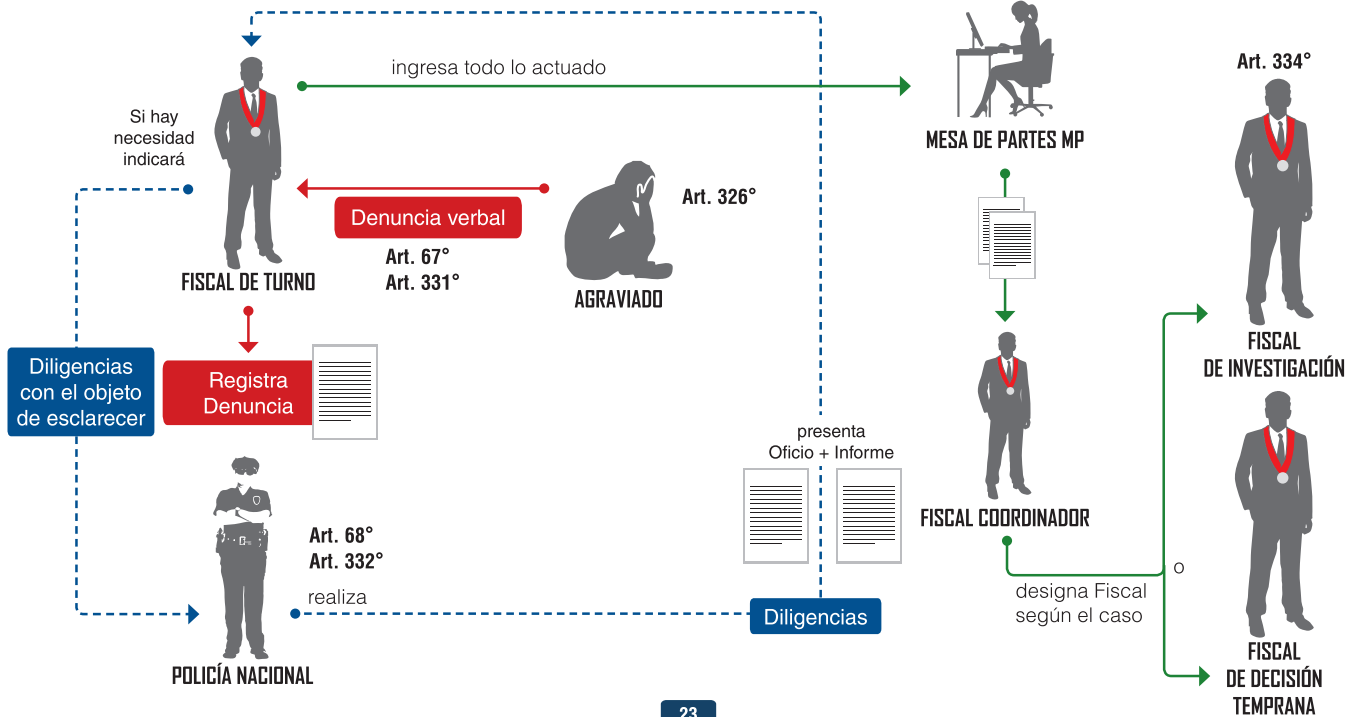 ingresa todo lo actuado
Si hay
necesidad
indicará
FISCAL DE TURNO
Denuncia verbal
Art. 67°
Art. 331°
AGRAVIADO
Art. 326°
MESA DE PARTES MP
Art. 334°
FISCAL
DE INVESTIGACIÓN
Diligencias
con el objeto
de esclarecer
Registra
Denuncia
POLICÍA NACIONAL
Art. 68°
Art. 332°
realiza
presenta
Oficio + Informe
Diligencias
FISCAL COORDINADOR
designa Fiscal
según el caso
o
FISCAL
DE DECISIÓN
TEMPRANA
23